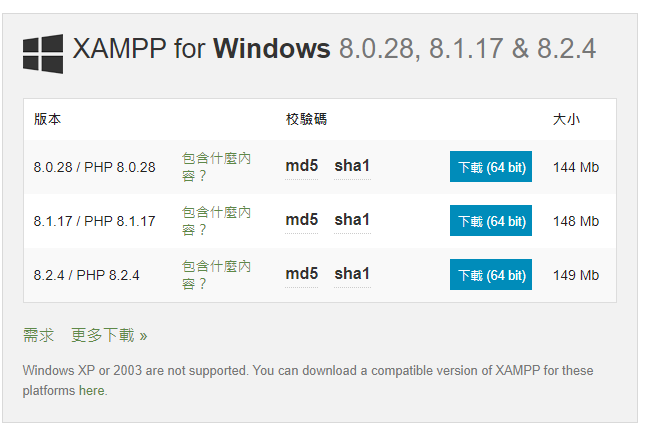 XAMPP for Windows 8.0.28, 8.1.17 & 8.2.4
版本 校驗碼 大小
8.0.28 / PHP 8.0.28 包含什麼內容？ md5 sha1 下載 (64 bit) 144 Mb
8.1.17 / PHP 8.1.17 包含什麼內容？ md5 sha1 下載 (64 bit) 148 Mb
8.2.4 / PHP 8.2.4 包含什麼內容？ md5 sha1 下載 (64 bit) 149 Mb
需求 更多下載 »
Windows XP or 2003 are not supported. You can download a compatible version of XAMPP for these
platforms here.